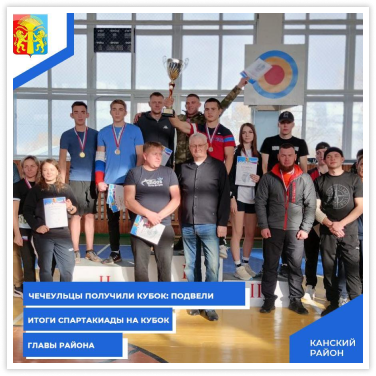 ЧЕЧЕУЛЬЦЫ ПОЛУЧИЛИ КУБОК: ПОДВЕЛИ
ИТОГИ СПАРТАКИАДЫ НА КУБОК
ГЛАВЫ РАЙОНА
КАНСКИЙ
РАЙОН